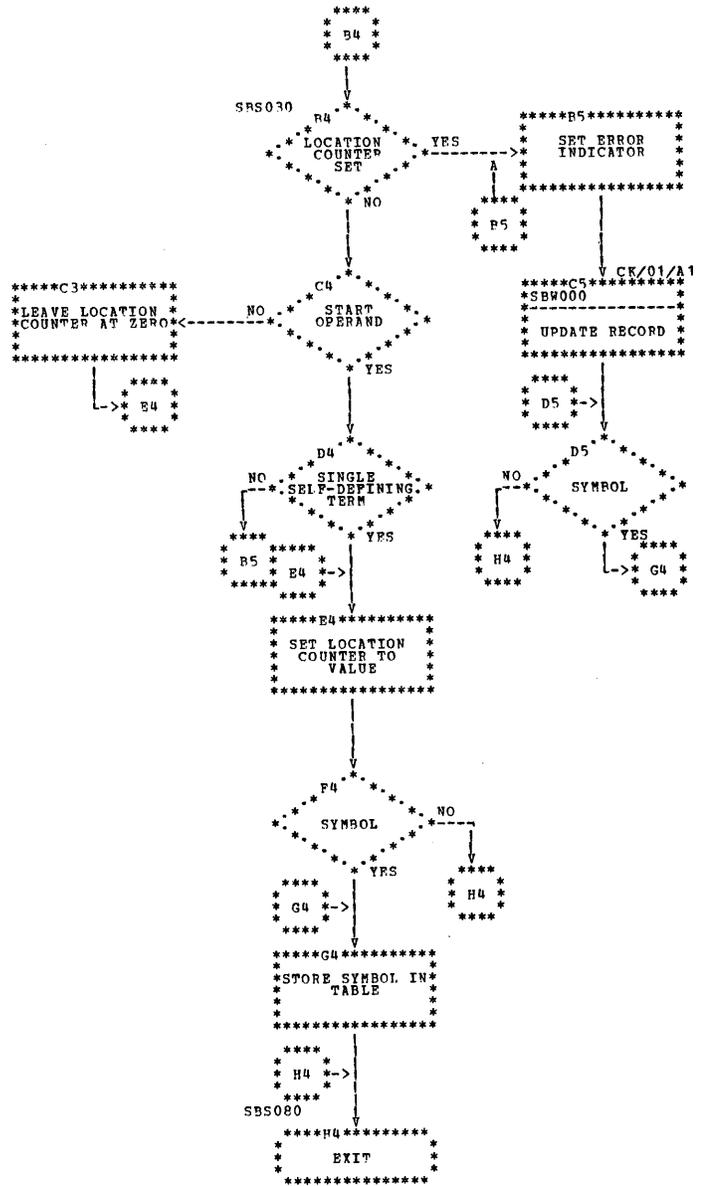 B4
SBS030
B4
LOCATION
COUNTER
SET
YES
NO
B5
SET ERROR
INDICATOR
A
B5
C3
LEAVE LOCATION
COUNTER AT ZERO
NO
C4
START
OPERAND
YES
CK/01/A1
C5
SBW000
UPDATE RECORD
E4
D5
D4
SINGLE
SELF-DEFINING
TERM
NO
YES
D5
SYMBOL
NO
YES
B5
E4
H4
G4
E4
SET LOCATION
COUNTER TO
VALUE
F4
SYMBOL
NO
YES
H4
G4
G4
STORE SYMBOL IN
TABLE
H4
SBS080
H4
EXIT